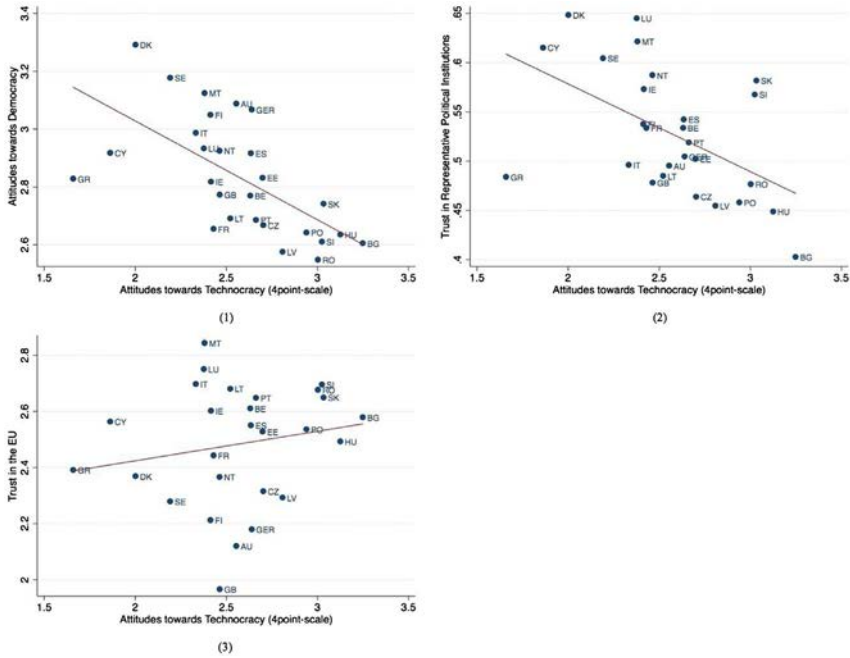 3.4
3.2
3
2.8
2.6
Attitudes towards Democracy
DK
SE
MT
AU
GER
FI
IT
LU
NT
ES
CY
GR
IE
EE
GB
BE
SK
LT
PT
CZ
FR
PO
HU
SI
BG
LV
RO
1.5 2 2.5 3 3.5
Attitudes towards Technocracy (4point-scale)
(1)
.65
.6
.55
.5
.45
.4
Trust in Representative Political Institutions
DK
LU
MT
CY
SE
NT
SK
IE
SI
ES
FR
BE
PT
GER
EE
IT
AU
GR
LT
GB
RO
CZ
PO
LV
HU
BG
1.5 2 2.5 3 3.5
Attitudes towards Technocracy (4point-scale)
(2)
2.8
2.6
2.4
2.2
2
Trust in the EU
MT
LU
IT
LT
SI
RO
PT
SK
IE
BE
BG
CY
ES
EE
PO
HU
FR
GR
DK
NT
CZ
SE
LV
FI
GER
AU
GB
1.5 2 2.5 3 3.5
Attitudes towards Technocracy (4point-scale)
(3)